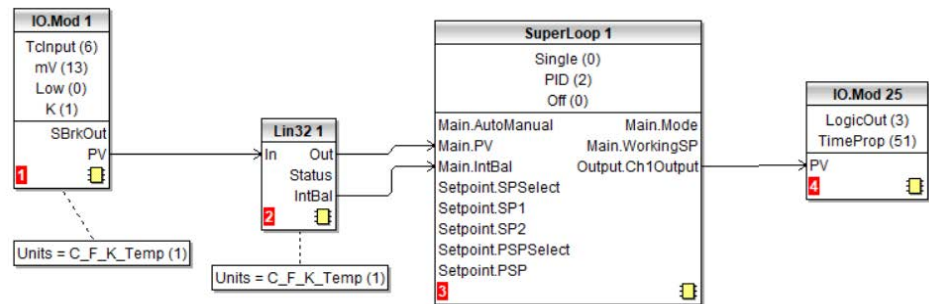 IO.Mod 1
TcInput (6)
mV (13)
Low (0)
K (1)
SBrkOut
PV
1
Units = C_F_K_Temp (1)
Lin32 1
In Out
Status
IntBal
2
Units = C_F_K_Temp (1)
SuperLoop 1
Single (0)
PID (2)
Off (0)
Main.AutoManual Main.Mode
Main.PV Main.WorkingSP
Main.IntBal Output.Ch1Output
Setpoint.SPSelect
Setpoint.SP1
Setpoint.SP2
Setpoint.PSPSelect
Setpoint.PSP
3
IO.Mod 25
LogicOut (3)
TimeProp (51)
PV
4